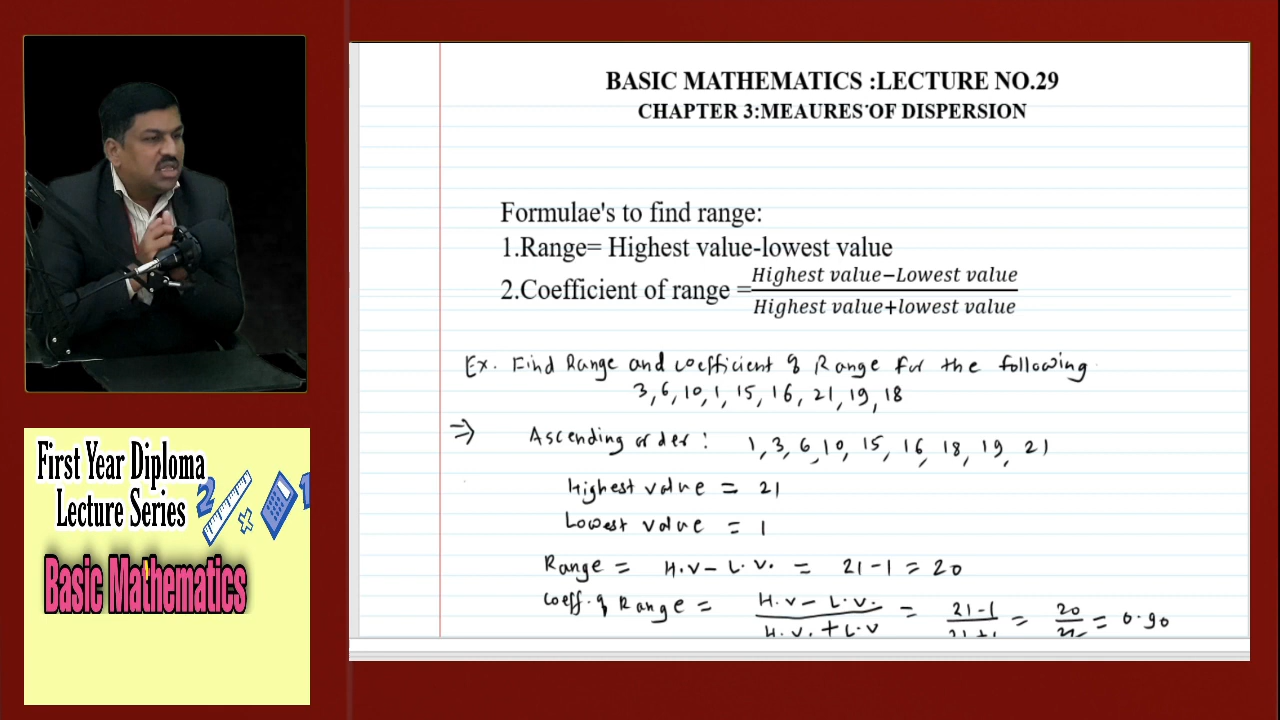 BASIC MATHEMATICS :LECTURE NO.29
CHAPTER 3:MEAURES OF DISPERSION
Formulae's to find range:
1.Range= Highest value-lowest value
2.Coefficient of range = Highest value−Lowest value
Highest value+lowest value
Ex. Find Range and coefficient of Range for the following
3, 6, 10, 1, 15, 16, 21, 19, 18
⇒ Ascending order : 1, 3, 6, 10, 15, 16, 18, 19, 21
Highest value = 21
Lowest value = 1
Range = H.V – L.V. = 21 – 1 = 20
Coeff. of Range = H.V – L.V. = 21-1 = 20 = 0.90
H.V. + L.V 21+1 22
First Year Diploma
Lecture Series
Basic Mathematics